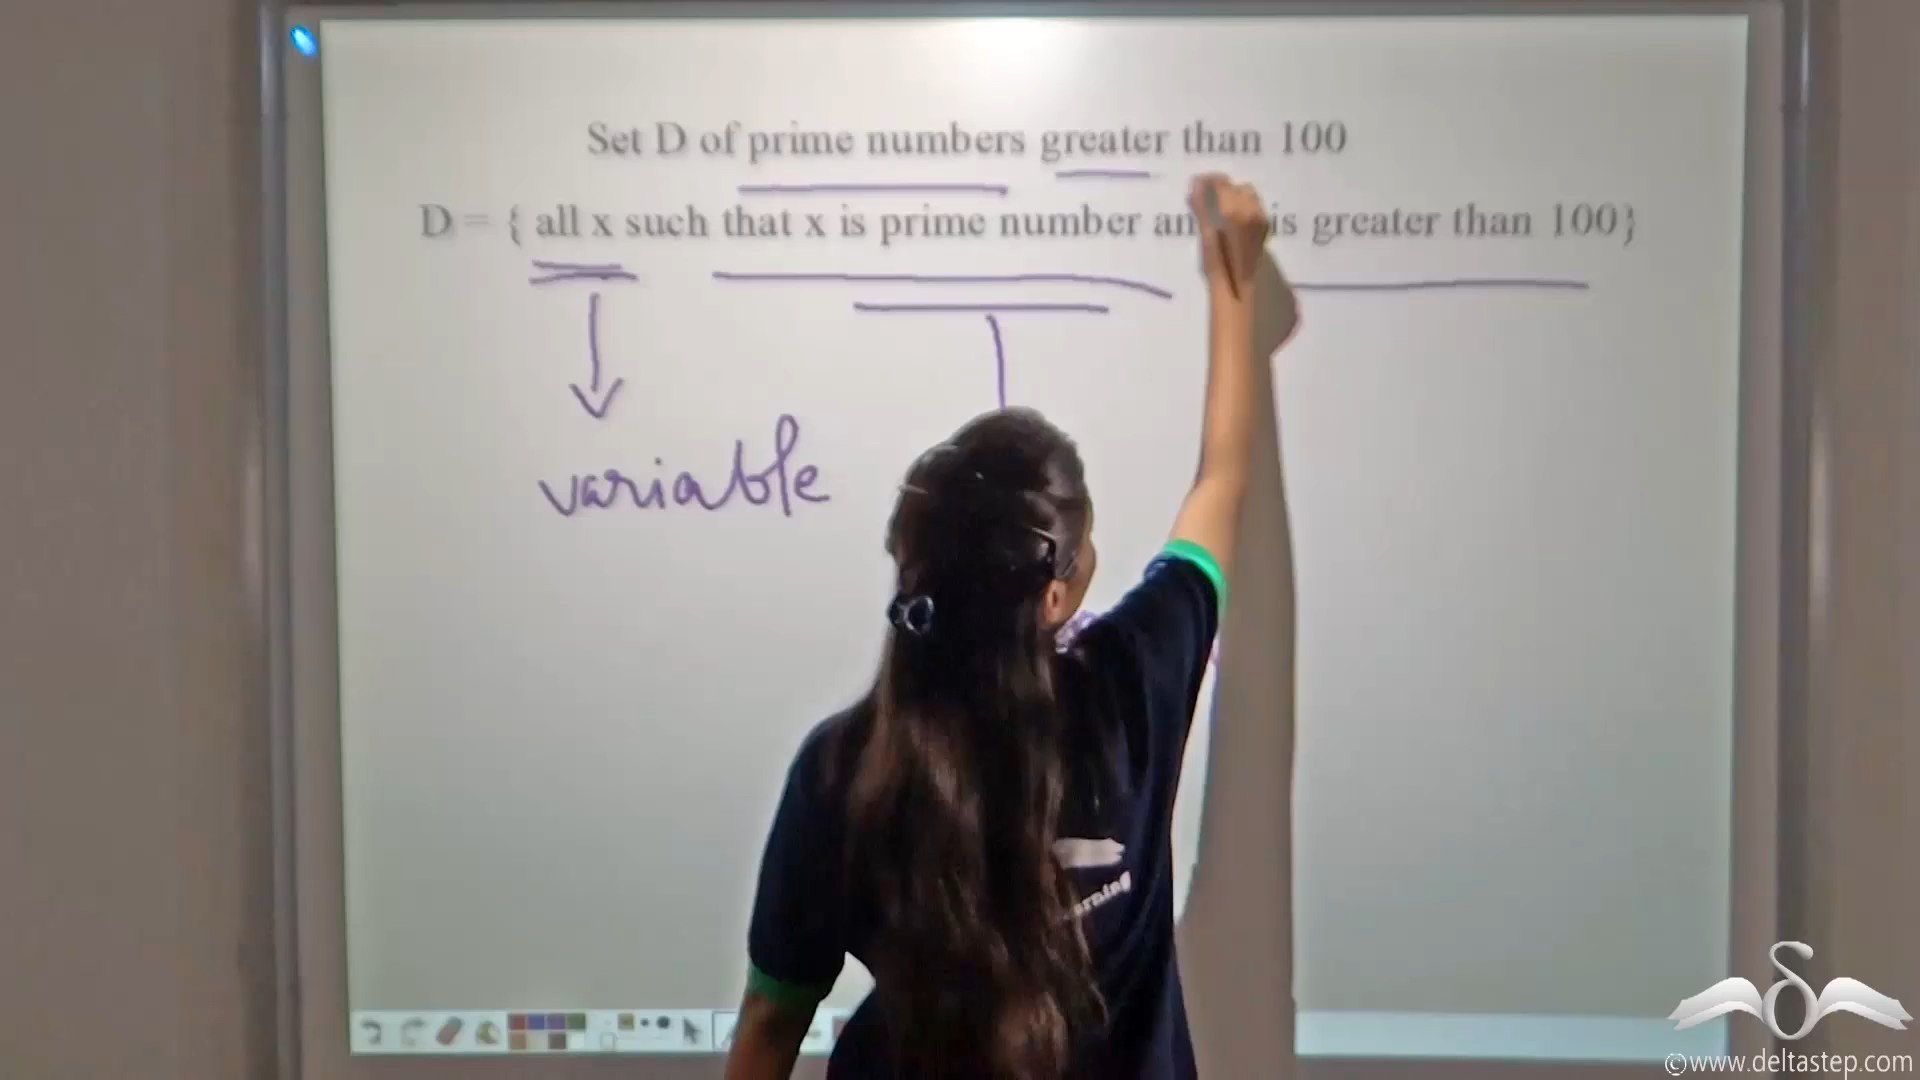 Set D of prime numbers greater than 100
D = { all x such that x is prime number an is greater than 100}
variable
arning
©www.deltastep.com